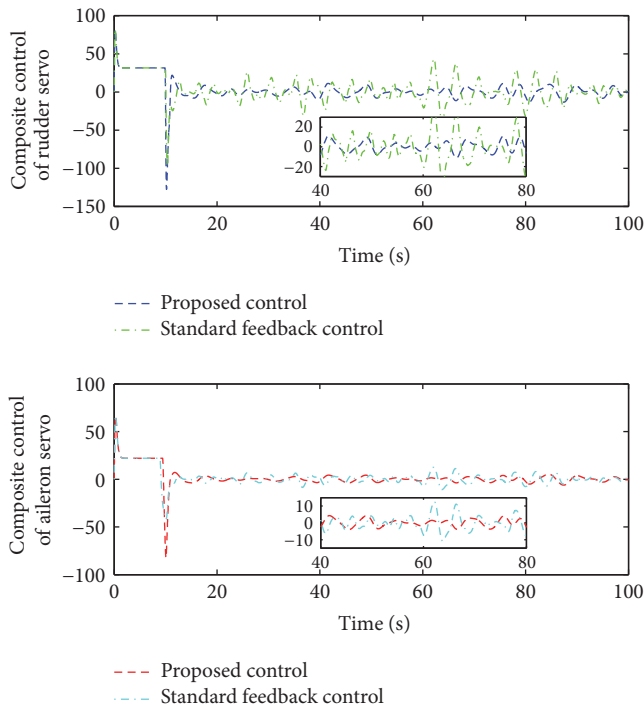 Composite control
of rudder servo
100
50
0
−50
−100
−150
20
0
−20
40 60 80
0 20 40 60 80 100
Time (s)
Proposed control
Standard feedback control
Composite control
of aileron servo
100
50
0
−50
−100
10
0
−10
40 60 80
0 20 40 60 80 100
Time (s)
Proposed control
Standard feedback control